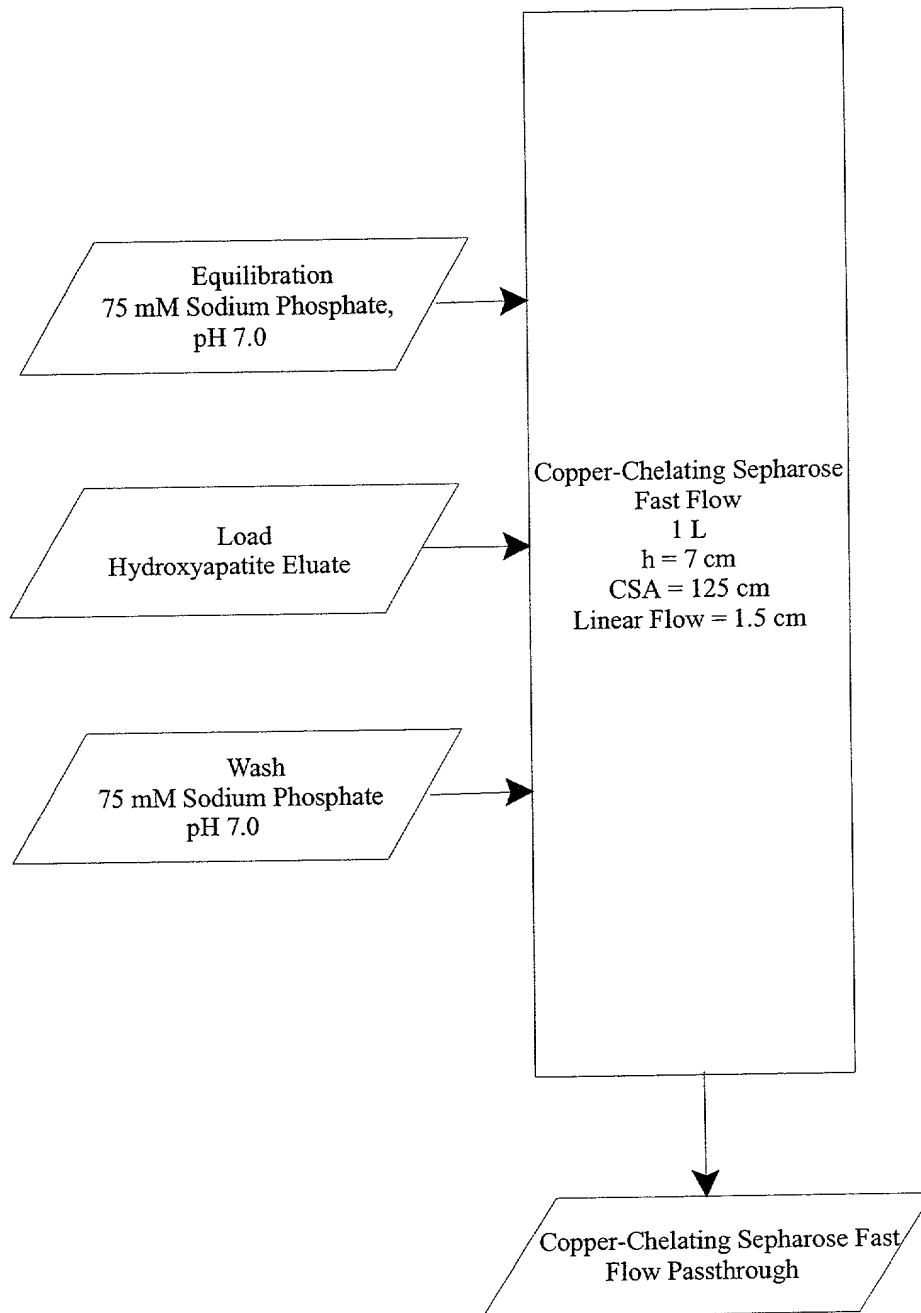 Equilibration
75 mM Sodium Phosphate,
pH 7.0
Load
Hydroxyapatite Eluate
Wash
75 mM Sodium Phosphate
pH 7.0
Copper-Chelating Sepharose
Fast Flow
1 L
h = 7 cm
CSA = 125 cm
Linear Flow = 1.5 cm
Copper-Chelating Sepharose Fast
Flow Passthrough